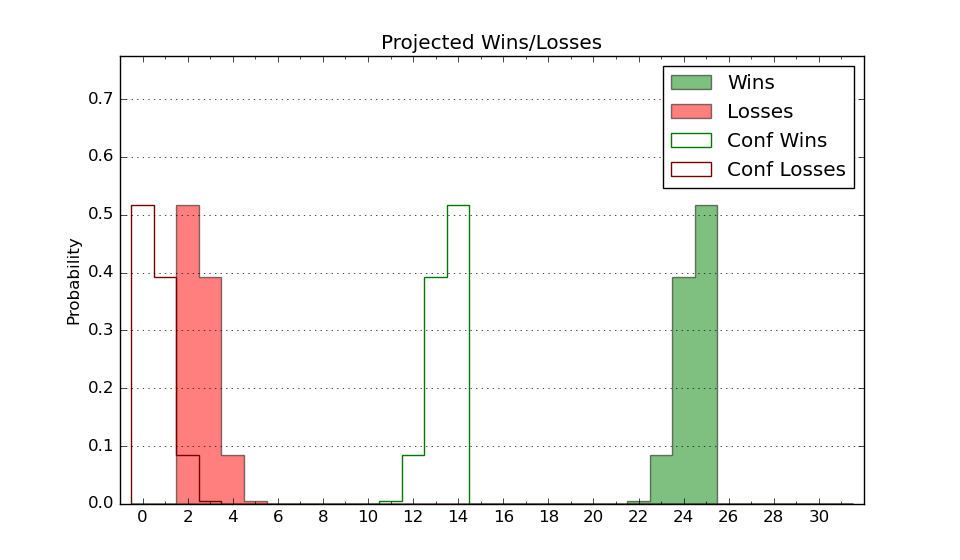 Projected Wins/Losses
Wins
Losses
Conf Wins
Conf Losses
Probability
0.7
0.6
0.5
0.4
0.3
0.2
0.1
0.0
0 2 4 6 8 10 12 14 16 18 20 22 24 26 28 30